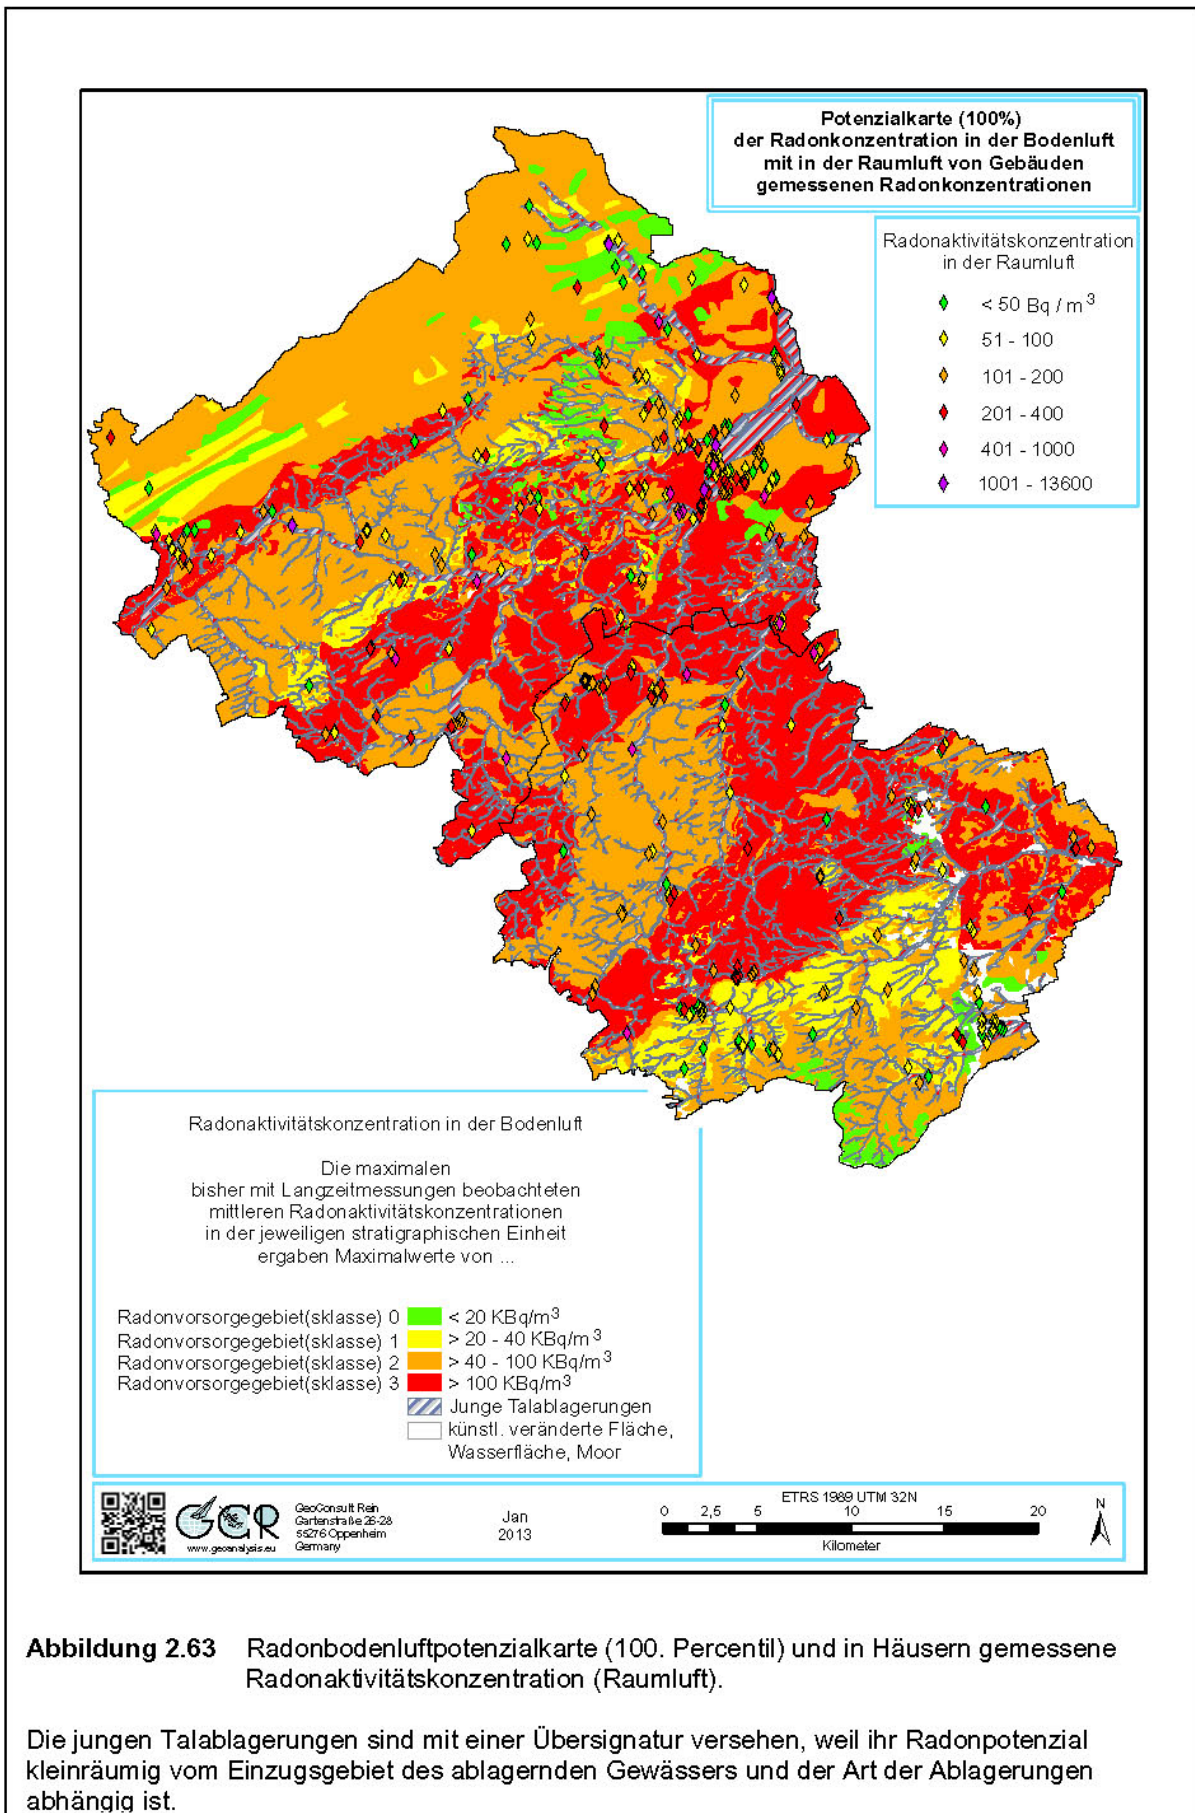 Potenzialkarte (100%)
der Radonkonzentration in der Bodenluft
mit in der Raumluft von Gebäuden
gemessenen Radonkonzentrationen
Radonaktivitätskonzentration
in der Raumluft
< 50 Bq / m³
51 - 100
101 - 200
201 - 400
401 - 1000
1001 - 13600
Radonaktivitätskonzentration in der Bodenluft
Die maximalen
bisher mit Langzeitmessungen beobachteten
mittleren Radonaktivitätskonzentrationen
in der jeweiligen stratigraphischen Einheit
ergaben Maximalwerte von ...
Radonvorsorgegebiet(sklasse) 0 < 20 KBq/m³
Radonvorsorgegebiet(sklasse) 1 > 20 - 40 KBq/m³
Radonvorsorgegebiet(sklasse) 2 > 40 - 100 KBq/m³
Radonvorsorgegebiet(sklasse) 3 > 100 KBq/m³
Junge Talablagerungen
künstl. veränderte Fläche,
Wasserfläche, Moor
GCR
www.geoanalysis.eu
GeoConsult Rein
Gartenstraße 26-28
55276 Oppenheim
Germany
Jan
2013
ETRS 1989 UTM 32N
0 2,5 5 10 15 20
Kilometer
N
Abbildung 2.63 Radonbodenluftpotenzialkarte (100. Percentil) und in Häusern gemessene
Radonaktivitätskonzentration (Raumluft).
Die jungen Talablagerungen sind mit einer Übersignatur versehen, weil ihr Radonpotenzial
kleinräumig vom Einzugsgebiet des ablagernden Gewässers und der Art der Ablagerungen
abhängig ist.